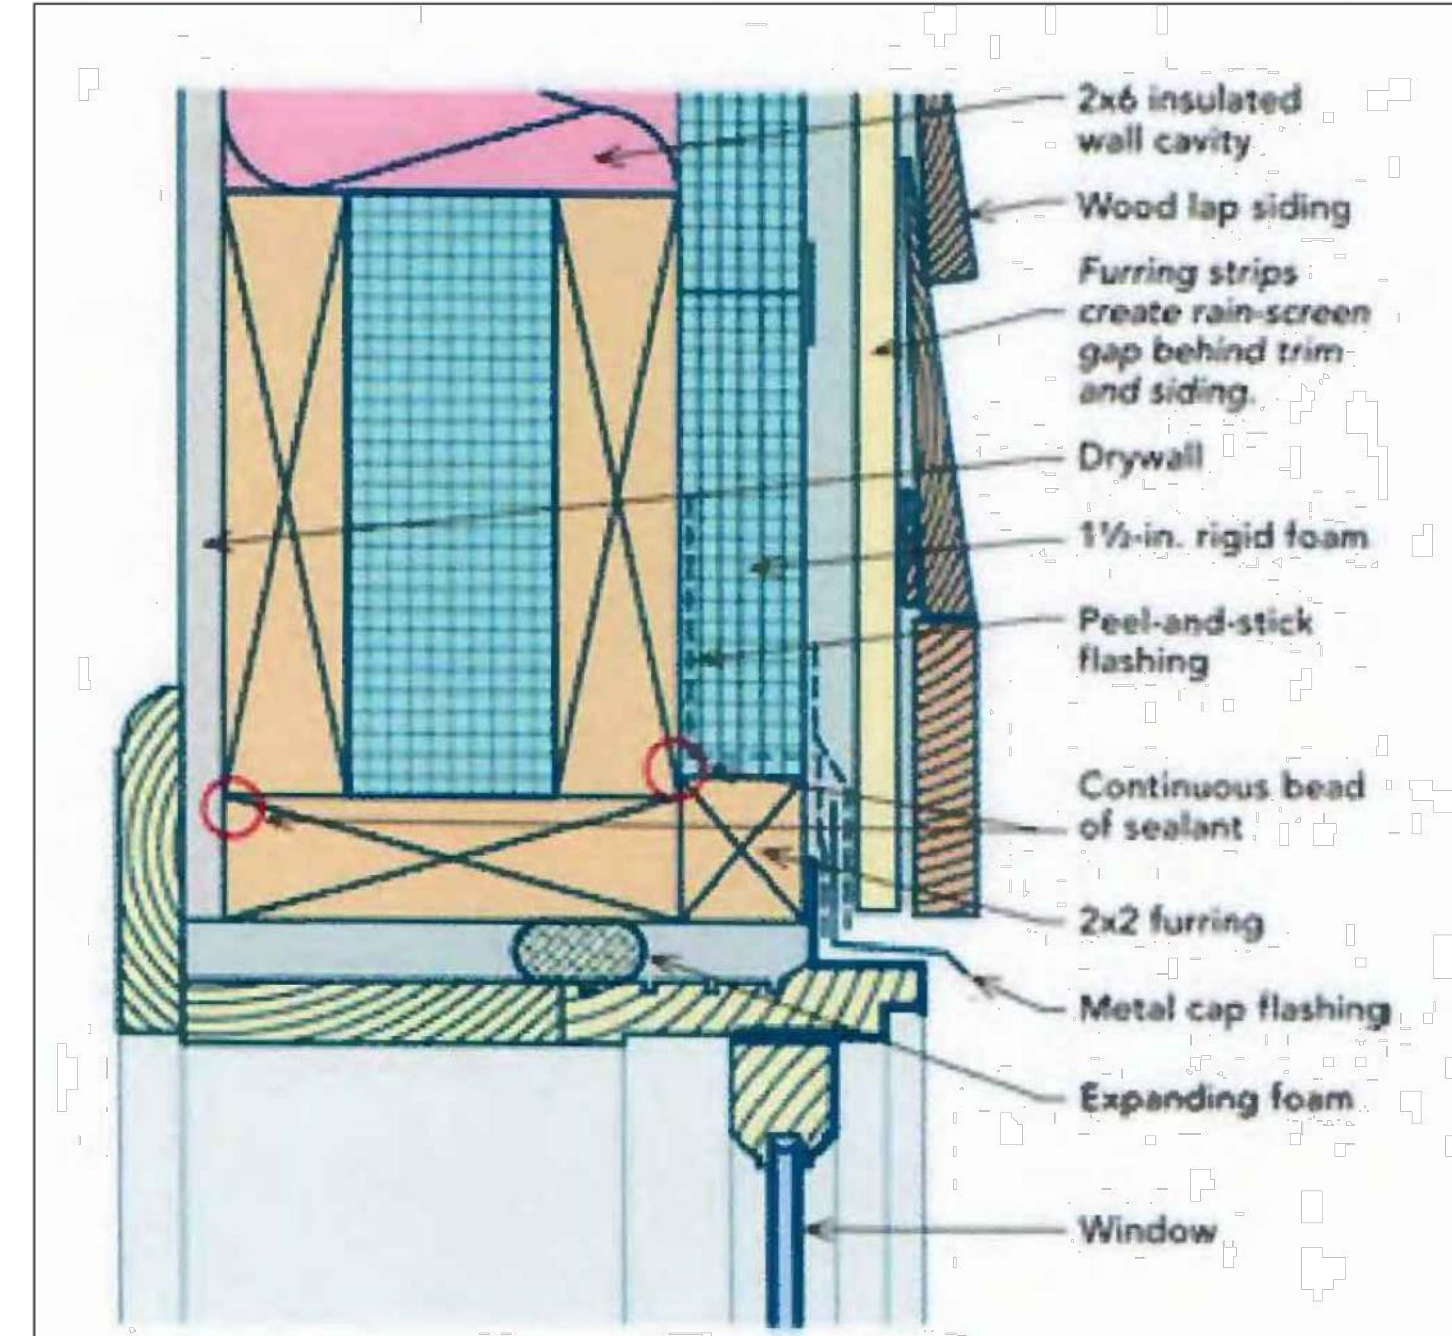 2x6 insulated
wall cavity
Wood lap siding
Furring strips
create rain-screen
gap behind trim
and siding.
Drywall
1½-in. rigid foam
Peel-and-stick
flashing
Continuous bead
of sealant
2x2 furring
Metal cap flashing
Expanding foam
Window